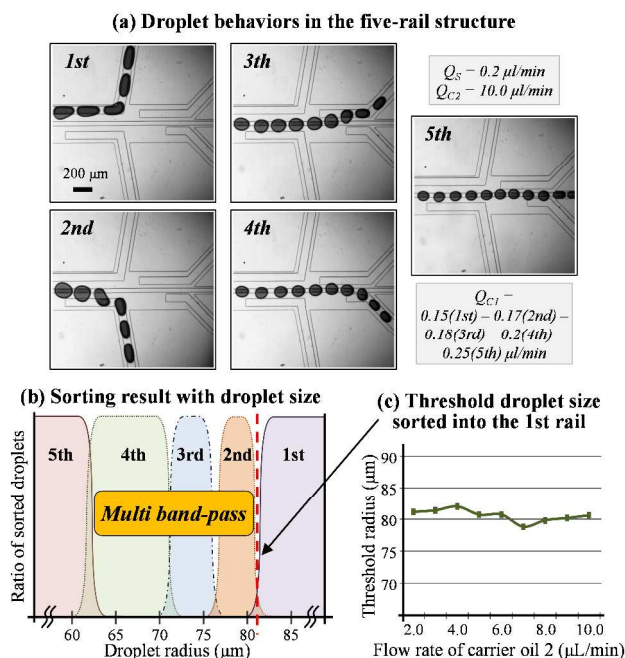 (a) Droplet behaviors in the five-rail structure
1st
200 μm
3th
Q_S = 0.2 μl/min
Q_C2 = 10.0 μl/min
5th
2nd
4th
Q_C1 =
0.15(1st) – 0.17(2nd) –
0.18(3rd) 0.2(4th)
0.25(5th) μl/min
(b) Sorting result with droplet size
Ratio of sorted droplets
5th 4th 3rd 2nd 1st
Multi band-pass
60 65 70 75 80 85
Droplet radius (μm)
(c) Threshold droplet size
sorted into the 1st rail
Threshold radius (μm)
90
80
70
2.0 4.0 6.0 8.0 10.0
Flow rate of carrier oil 2 (μL/min)